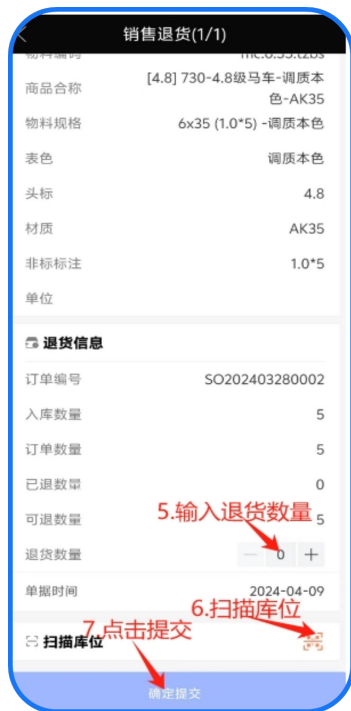 销售退货(1/1)
商品合称 [4.8] 730-4.8级马车-调质本
色-AK35
物料规格 6x35 (1.0*5) -调质本色
表色 调质本色
头标 4.8
材质 AK35
非标标注 1.0*5
单位
退货信息
订单编号 SO202403280002
入库数量 5
订单数量 5
已退数量 0
可退数量 5
5.输入退货数量
退货数量 — 0 +
单据时间 2024-04-09
6.扫描库位
7.点击提交
扫描库位
确定提交